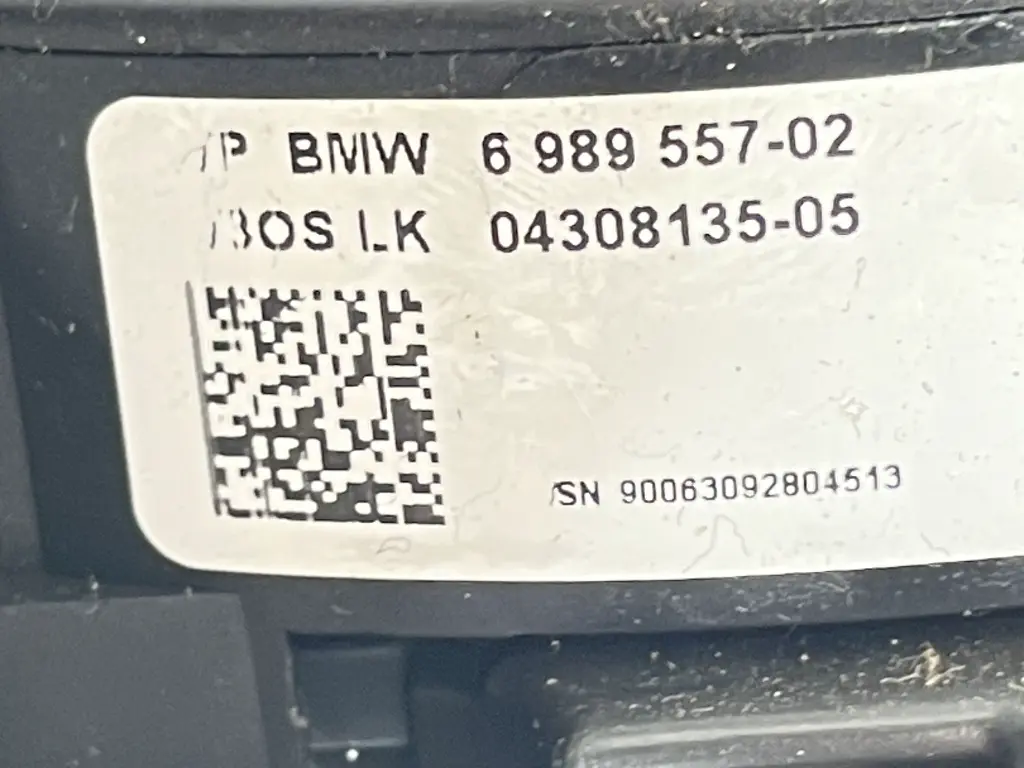 /P BMW 6 989 557-02
/BOS LK 04308135-05
/SN 90063092804513